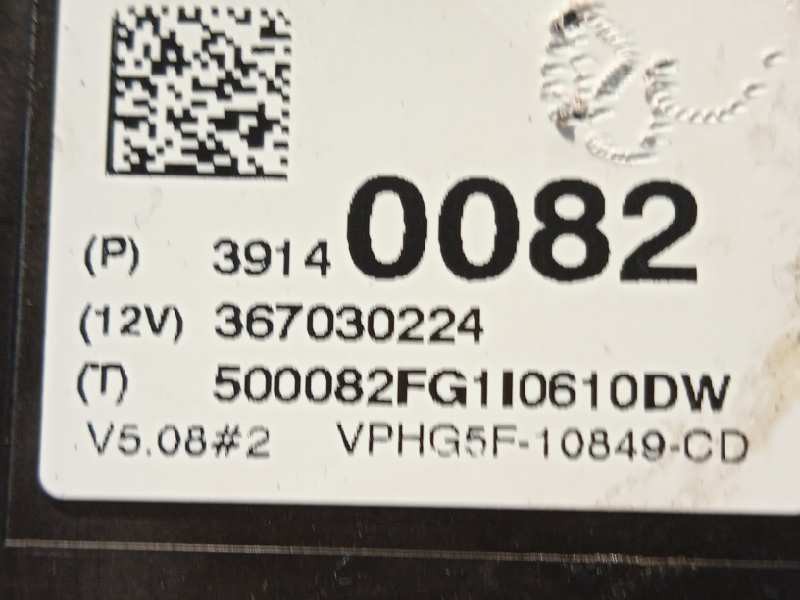 (P) 3914 0082
(12V) 367030224
(T) 500082FG1I0610DW
V5.08#2 VPHG5F-10849-CD